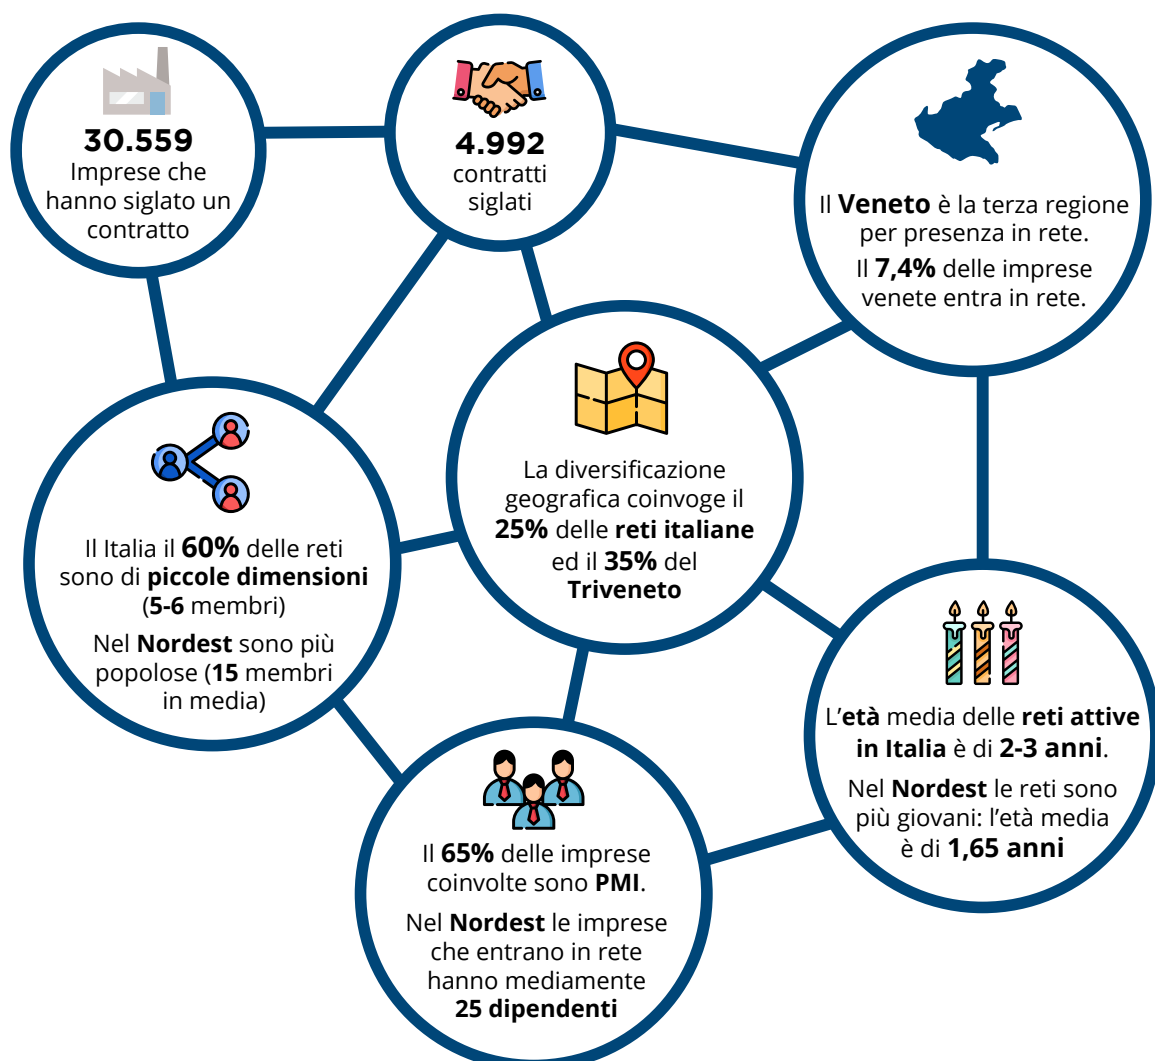 30.559
Imprese che
hanno siglato un
contratto
4.992
contratti
siglati
Il Veneto è la terza regione
per presenza in rete.
Il 7,4% delle imprese
venete entra in rete.
La diversificazione
geografica coinvoge il
25% delle reti italiane
ed il 35% del
Triveneto
Il Italia il 60% delle reti
sono di piccole dimensioni
(5-6 membri)
Nel Nordest sono più
popolose (15 membri
in media)
L'età media delle reti attive
in Italia è di 2-3 anni.
Nel Nordest le reti sono
più giovani: l'età media
è di 1,65 anni
Il 65% delle imprese
coinvolte sono PMI.
Nel Nordest le imprese
che entrano in rete
hanno mediamente
25 dipendenti